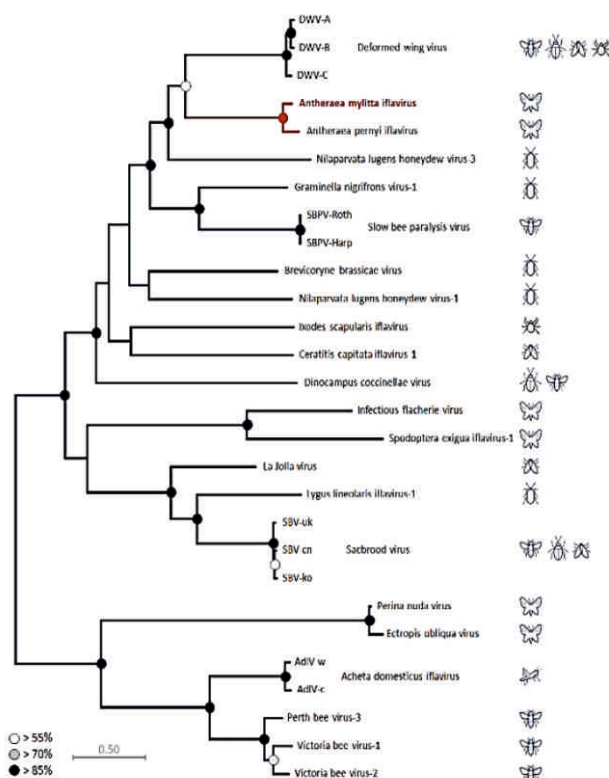 DWV-A
DWV-B Deformed wing virus
DWV-C
Antheraea mylitta iflavirus
Antheraea pernyi iflavirus
Nilaparvata lugens honeydew virus-3
Graminella nigrifrons virus-1
SBPV-Roth
Slow bee paralysis virus
SBPV-Harp
Brevicoryne brassicae virus
Nilaparvata lugens honeydew virus-1
Ixodes scapularis iflavirus
Ceratitis capitata iflavirus 1
Dinocampus coccinellae virus
Infectious flacherie virus
Spodoptera exigua iflavirus-1
La Jolla virus
Lygus lineolaris iflavirus-1
SBV-uk
SBV cn Sacbrood virus
SBV-ko
Perina nuda virus
Ectropis obliqua virus
AdIV w
Acheta domesticus iflavirus
AdIV-c
Perth bee virus-3
Victoria bee virus-1
Victoria bee virus-2
> 55%
> 70%
> 85%
0.50